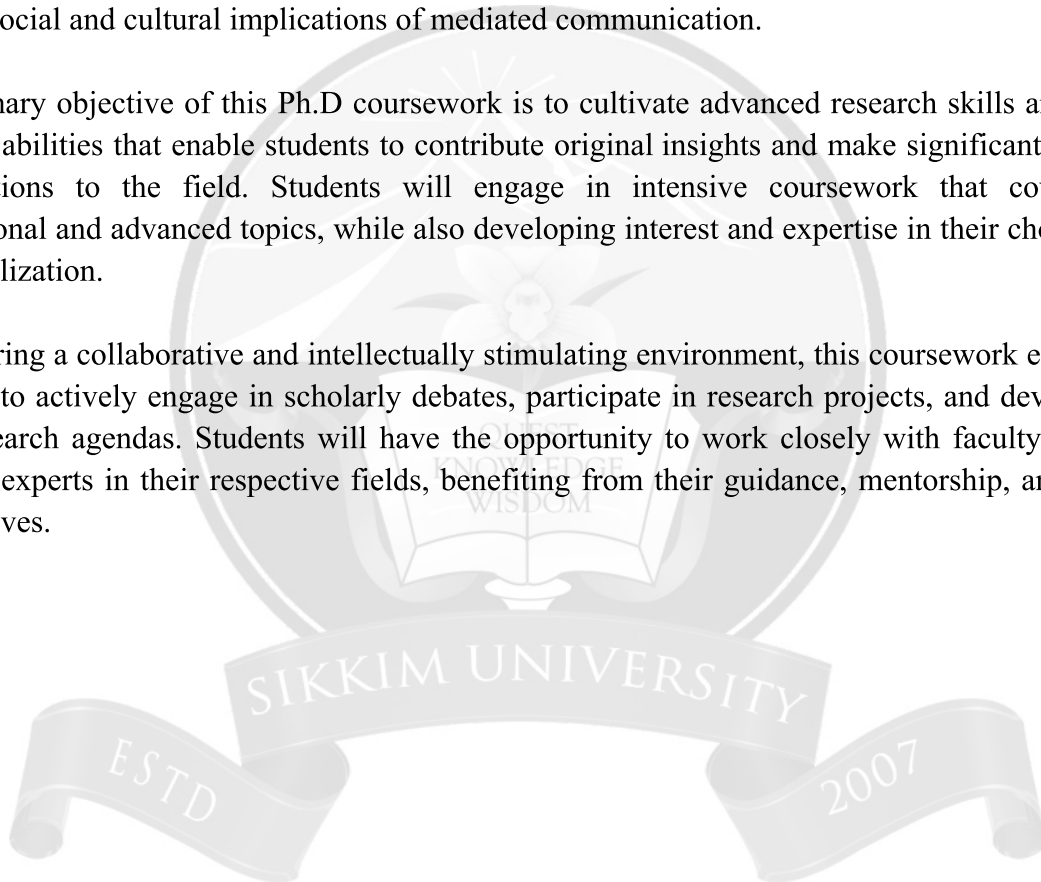 ocial and cultural implications of mediated communication.
nary objective of this Ph.D coursework is to cultivate advanced research skills a
abilities that enable students to contribute original insights and make significant
tions to the field. Students will engage in intensive coursework that co
onal and advanced topics, while also developing interest and expertise in their ch
lization.
ring a collaborative and intellectually stimulating environment, this coursework e
to actively engage in scholarly debates, participate in research projects, and dev
earch agendas. Students will have the opportunity to work closely with faculty
experts in their respective fields, benefiting from their guidance, mentorship, a
ves.
QUEST
KNOWLEDGE
WISDOM
SIKKIM UNIVERSITY
ESTD
2007